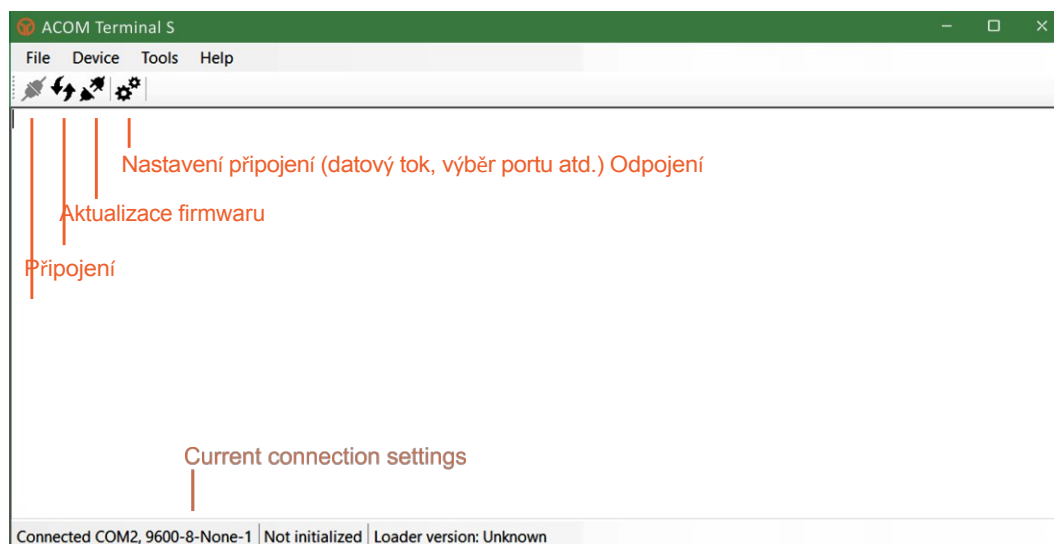 ACOM Terminal S
File Device Tools Help
Nastavení připojení (datový tok, výběr portu atd.) Odpojení
Aktualizace firmwaru
Připojení
Current connection settings
Connected COM2, 9600-8-None-1 Not initialized Loader version: Unknown